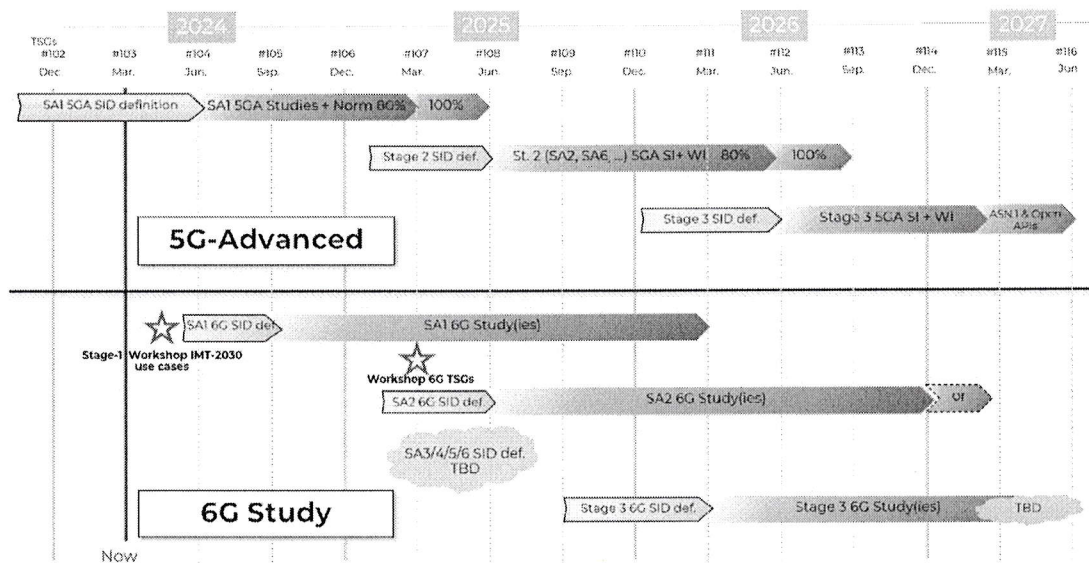 2024 2025 2026 2027
TSGs
#102 #103 #104 #105 #106 #107 #108 #109 #110 #111 #112 #113 #114 #115 #116
Dec. Mar. Jun. Sep. Dec. Mar. Jun. Sep. Dec. Mar. Jun. Sep. Dec. Mar. Jun
SA1 5GA SID definition SA1 5GA Studies + Norm 80% 100%
Stage 2 SID def. St. 2 (SA2, SA6, ...) 5GA SI+ WI 80% 100%
Stage 3 SID def. Stage 3 5GA SI + WI ASN.1 & Open
APIs
5G-Advanced
SA1 6G SID def SA1 6G Study(ies)
Stage-1 Workshop IMT-2030
use cases
Workshop 6G TSGs
SA2 6G SID def. SA2 6G Study(ies) or
SA3/4/5/6 SID def.
TBD
6G Study
Stage 3 6G SID def. Stage 3 6G Study(ies) TBD
Now